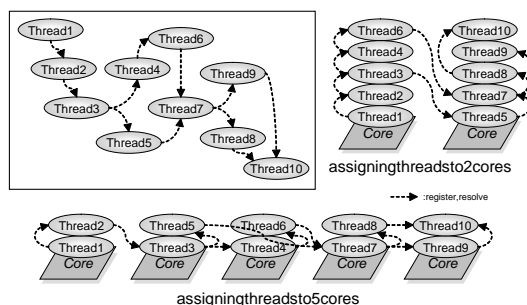 Thread1
Thread2
Thread3
Thread4
Thread6
Thread5
Thread7
Thread9
Thread8
Thread10
Thread6
Thread4
Thread3
Thread2
Thread1
Core
Thread10
Thread9
Thread8
Thread7
Thread5
Core
assigningthreadsto2cores
:register,resolve
Thread2
Thread1
Core
Thread5
Thread3
Core
Thread6
Thread4
Core
Thread8
Thread7
Core
Thread10
Thread9
Core
assigningthreadsto5cores